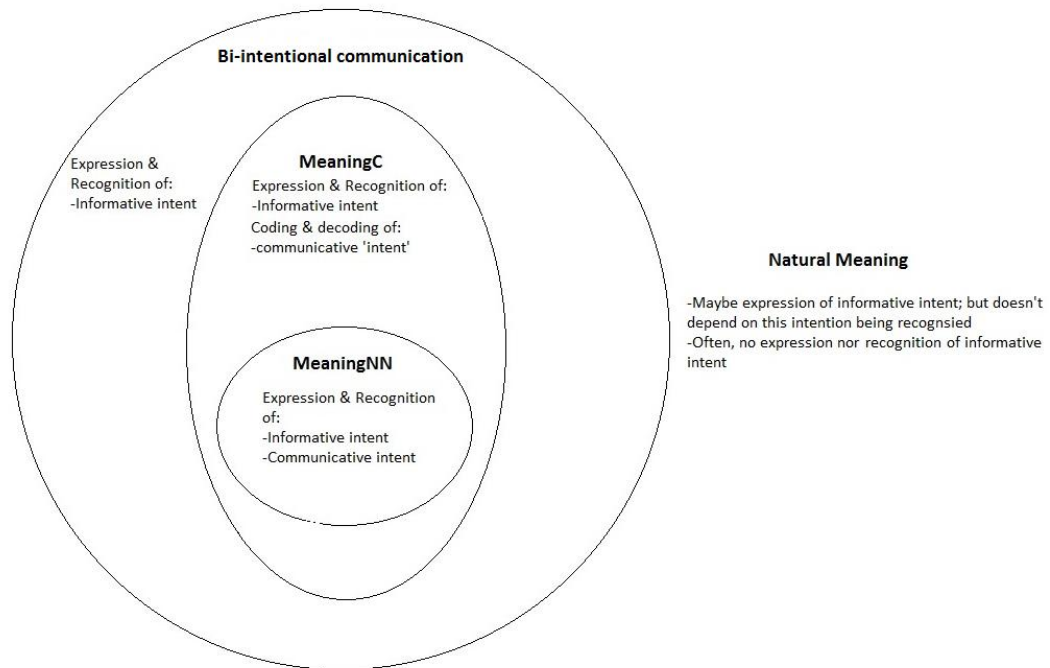 Bi-intentional communication
Expression &
Recognition of:
-Informative intent
MeaningC
Expression & Recognition of:
-Informative intent
Coding & decoding of:
-communicative 'intent'
MeaningNN
Expression & Recognition
of:
-Informative intent
-Communicative intent
Natural Meaning
-Maybe expression of informative intent; but doesn't
depend on this intention being recognsied
-Often, no expression nor recognition of informative
intent